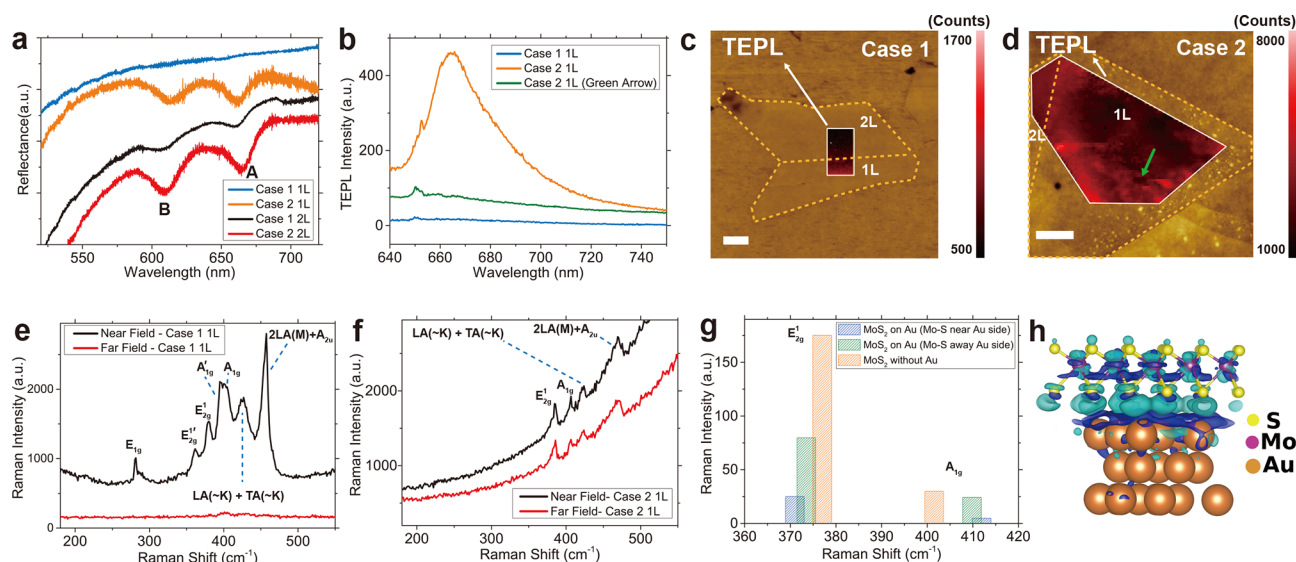 a
Reflectance(a.u.)
B
A
Case 1 1L
Case 2 1L
Case 1 2L
Case 2 2L
550
600
650
700
Wavelength (nm)
b
TEPL Intensity (a.u.)
400
200
0
Case 1 1L
Case 2 1L
Case 2 1L (Green Arrow)
640
660
680
700
720
740
Wavelength (nm)
c
TEPL
Case 1
2L
1L
(Counts)
1700
500
d
TEPL
Case 2
1L
2L
(Counts)
8000
1000
e
Raman Intensity (a.u.)
2000
1000
0
Near Field - Case 1 1L
Far Field - Case 1 1L
2LA(M)+A2u
A'1g
A1g
E¹2g
E¹'2g
E1g
LA(~K) + TA(~K)
200
300
400
500
Raman Shift (cm⁻¹)
f
Raman Intensity (a.u.)
3000
2000
1000
0
2LA(M)+A2u
LA(~K) + TA(~K)
A1g
E¹2g
Near Field- Case 2 1L
Far Field- Case 2 1L
200
300
400
500
Raman Shift (cm⁻¹)
g
Raman Intensity (a.u.)
175
150
125
100
75
50
25
0
E¹2g
MoS₂ on Au (Mo-S near Au side)
MoS₂ on Au (Mo-S away Au side)
MoS₂ without Au
A1g
360
370
380
390
400
410
420
Raman Shift (cm⁻¹)
h
S
Mo
Au